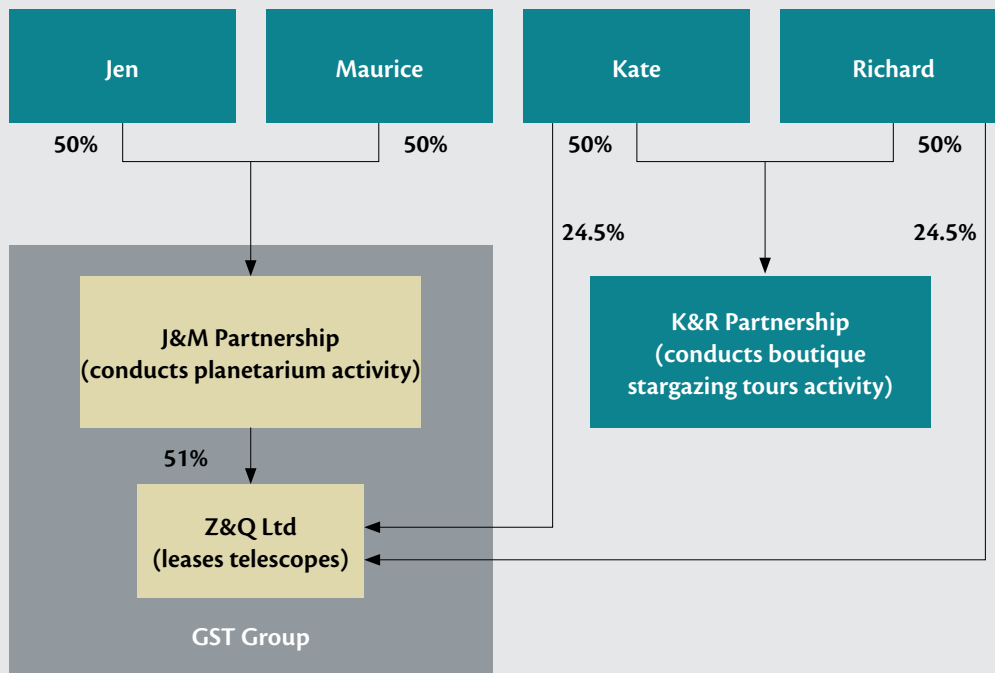 Jen
Maurice
Kate
Richard
50%
50%
50%
50%
24.5%
24.5%
J&M Partnership
(conducts planetarium activity)
K&R Partnership
(conducts boutique
stargazing tours activity)
51%
Z&Q Ltd
(leases telescopes)
GST Group